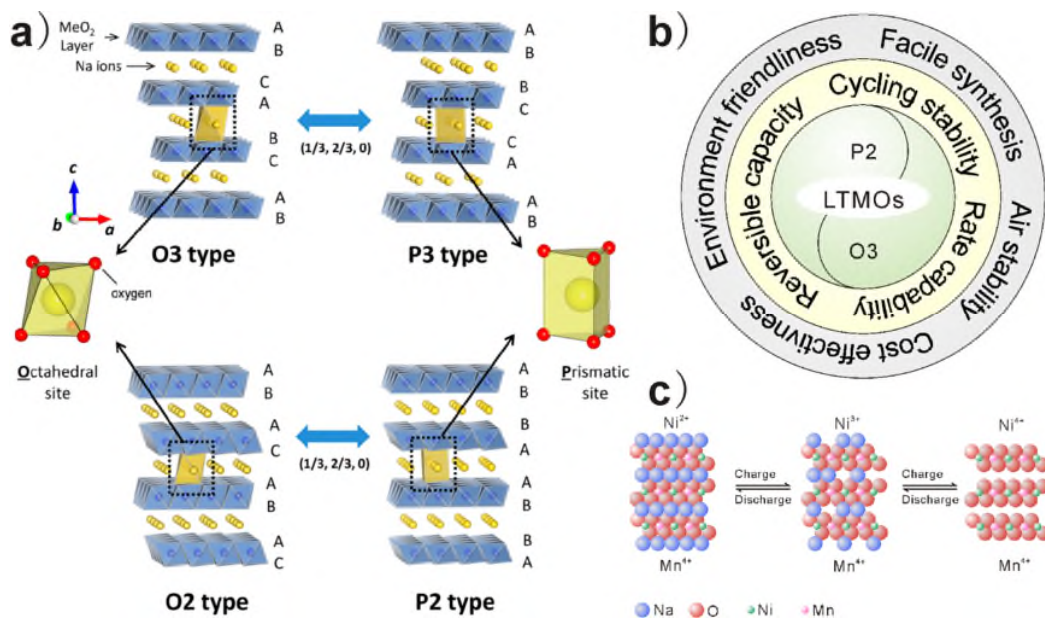 a)
MeO₂
Layer
Na ions
A
B
C
A
B
C
A
B
(1/3, 2/3, 0)
A
B
B
C
C
A
A
B
c
b
a
O3 type
P3 type
oxygen
Octahedral
site
Prismatic
site
A
B
A
C
A
B
A
C
(1/3, 2/3, 0)
A
B
B
A
A
B
B
A
O2 type
P2 type
b)
Environment friendliness
Facile synthesis
Air stability
Cost effectivness
Reversible capacity
Cycling stability
Rate capability
P2
LTMOs
O3
c)
Ni²⁺
Ni³⁺
Ni⁴⁺
Charge
Discharge
Charge
Discharge
Mn⁴⁺
Mn⁴⁺
Mn⁴⁺
Na
O
Ni
Mn